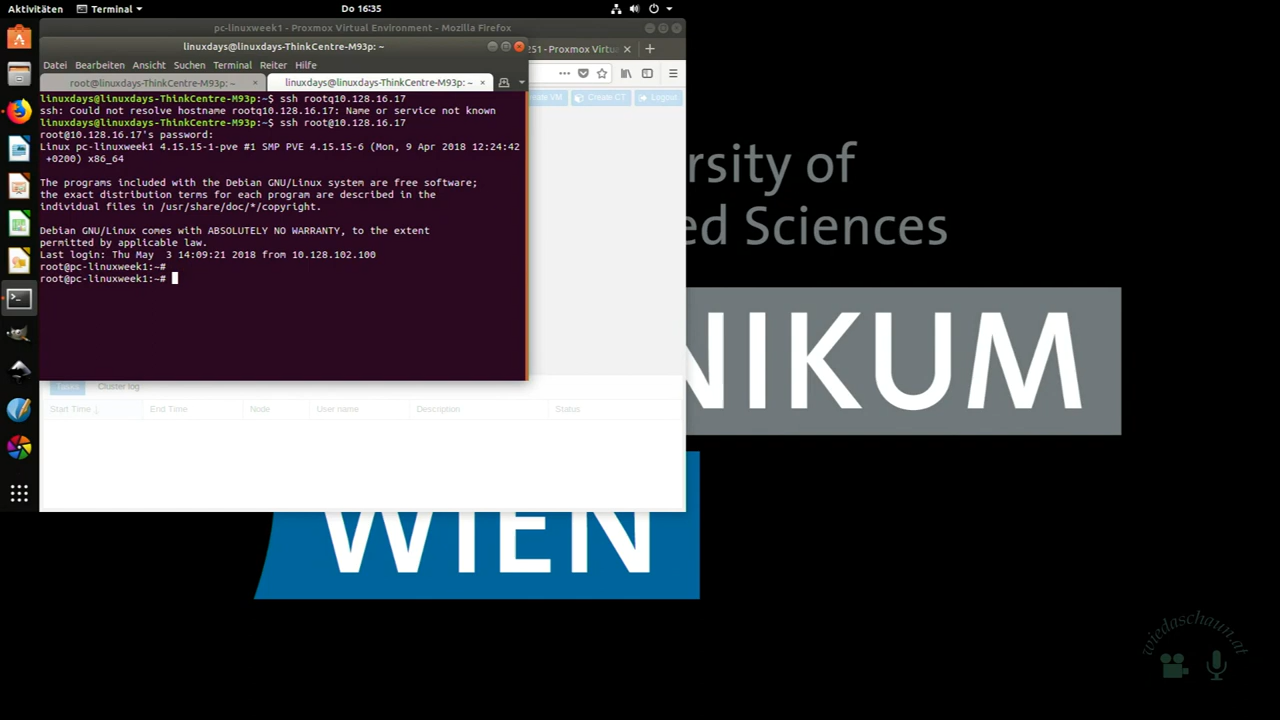 Aktivitäten Terminal Do 16:35
pc-linuxweek1 - Proxmox Virtual Environment - Mozilla Firefox
linuxdays@linuxdays-ThinkCentre-M93p: ~
251 - Proxmox Virtu
Datei Bearbeiten Ansicht Suchen Terminal Reiter Hilfe
root@linuxdays-ThinkCentre-M93p: ~ × linuxdays@linuxdays-ThinkCentre-M93p: ~ ×
Create CT Logout
linuxdays@linuxdays-ThinkCentre-M93p:~$ ssh rootq10.128.16.17
ssh: Could not resolve hostname rootq10.128.16.17: Name or service not known
linuxdays@linuxdays-ThinkCentre-M93p:~$ ssh root@10.128.16.17
root@10.128.16.17's password:
Linux pc-linuxweek1 4.15.15-1-pve #1 SMP PVE 4.15.15-6 (Mon, 9 Apr 2018 12:24:42
+0200) x86_64
The programs included with the Debian GNU/Linux system are free software;
the exact distribution terms for each program are described in the
individual files in /usr/share/doc/*/copyright.
Debian GNU/Linux comes with ABSOLUTELY NO WARRANTY, to the extent
permitted by applicable law.
Last login: Thu May  3 14:09:21 2018 from 10.128.102.100
root@pc-linuxweek1:~#
root@pc-linuxweek1:~#
Tasks Cluster log
Start Time End Time Node User name Description Status
rsity of
ed Sciences
NIKUM
WIEN
wiedaschaun.at